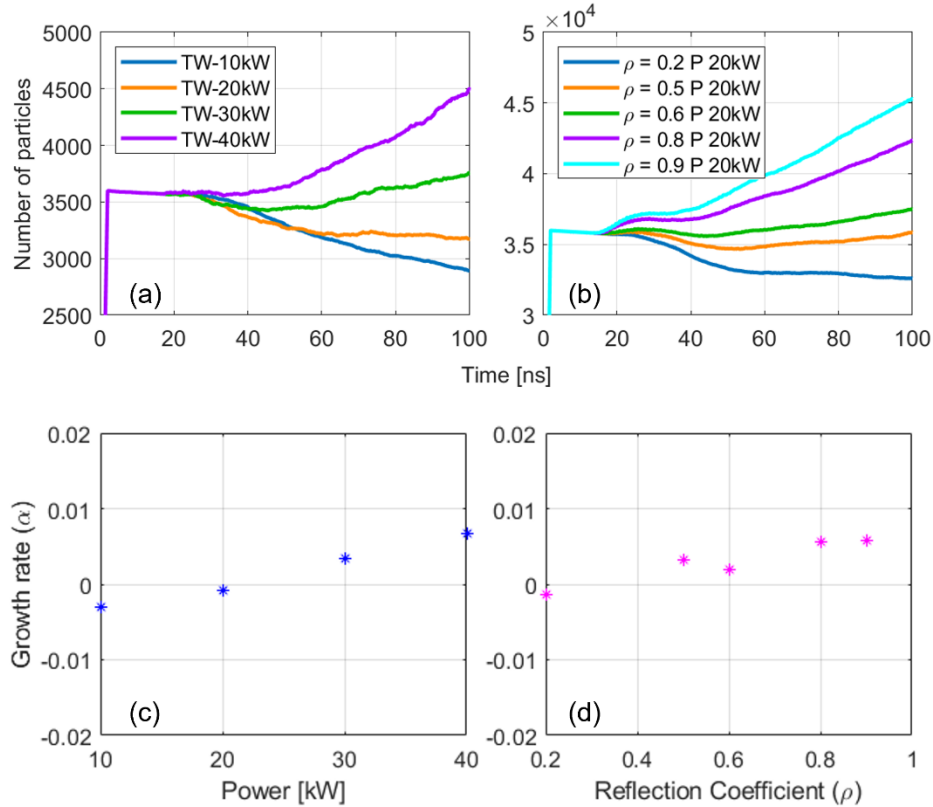 5000
4500
4000
3500
3000
2500
Number of particles
TW-10kW
TW-20kW
TW-30kW
TW-40kW
(a)
0 20 40 60 80 100
×10⁴
5
4.5
4
3.5
3
ρ = 0.2 P 20kW
ρ = 0.5 P 20kW
ρ = 0.6 P 20kW
ρ = 0.8 P 20kW
ρ = 0.9 P 20kW
(b)
0 20 40 60 80 100
Time [ns]
0.02
0.01
0
-0.01
-0.02
Growth rate (α)
(c)
10 20 30 40
Power [kW]
0.02
0.01
0
-0.01
-0.02
(d)
0.2 0.4 0.6 0.8 1
Reflection Coefficient (ρ)